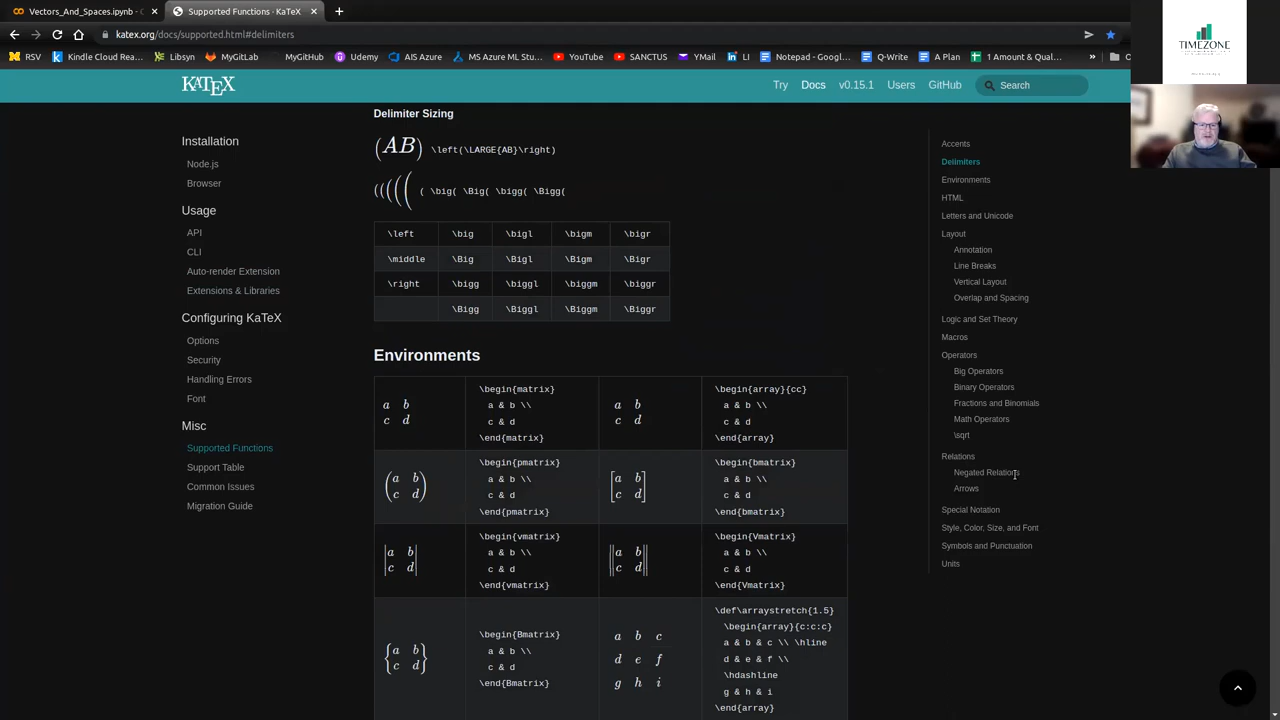 Vectors_And_Spaces.ipynb - C
Supported Functions · KaTeX
katex.org/docs/supported.html#delimiters
RSV
Kindle Cloud Rea...
Libsyn
MyGitLab
MyGitHub
Udemy
AIS Azure
MS Azure IRL Stu...
YouTube
SANCTUS
YMail
LI
Notepad - Googl...
Q-Write
A Plan
1 Amount & Qual...
»
TIMEZONE
KATEX
Try
Docs
v0.15.1
Users
GitHub
Search
Installation
Node.js
Browser
Usage
API
CLI
Auto-render Extension
Extensions & Libraries
Configuring KaTeX
Options
Security
Handling Errors
Font
Misc
Supported Functions
Support Table
Common Issues
Migration Guide
Delimiter Sizing
(AB) \left(\LARGE{AB}\right)
((((( ( \big( \Big( \bigg( \Bigg(
\left \big \bigl \bigm \bigr
\middle \Big \Bigl \Bigm \Bigr
\right \bigg \biggl \biggm \biggr
\Bigg \Biggl \Biggm \Biggr
Environments
a b
c d
\begin{matrix}
a & b \\
c & d
\end{matrix}
a b
c d
\begin{array}{cc}
a & b \\
c & d
\end{array}
(a b
c d)
\begin{pmatrix}
a & b \\
c & d
\end{pmatrix}
[a b
c d]
\begin{bmatrix}
a & b \\
c & d
\end{bmatrix}
|a b
c d|
\begin{vmatrix}
a & b \\
c & d
\end{vmatrix}
‖a b
c d‖
\begin{Vmatrix}
a & b \\
c & d
\end{Vmatrix}
{a b
c d}
\begin{Bmatrix}
a & b \\
c & d
\end{Bmatrix}
a b c
d e f
g h i
\def\arraystretch{1.5}
\begin{array}{c:c:c}
a & b & c \\ \hline
d & e & f \\
\hdashline
g & h & i
\end{array}
Accents
Delimiters
Environments
HTML
Letters and Unicode
Layout
Annotation
Line Breaks
Vertical Layout
Overlap and Spacing
Logic and Set Theory
Macros
Operators
Big Operators
Binary Operators
Fractions and Binomials
Math Operators
\sqrt
Relations
Negated Relations
Arrows
Special Notation
Style, Color, Size, and Font
Symbols and Punctuation
Units